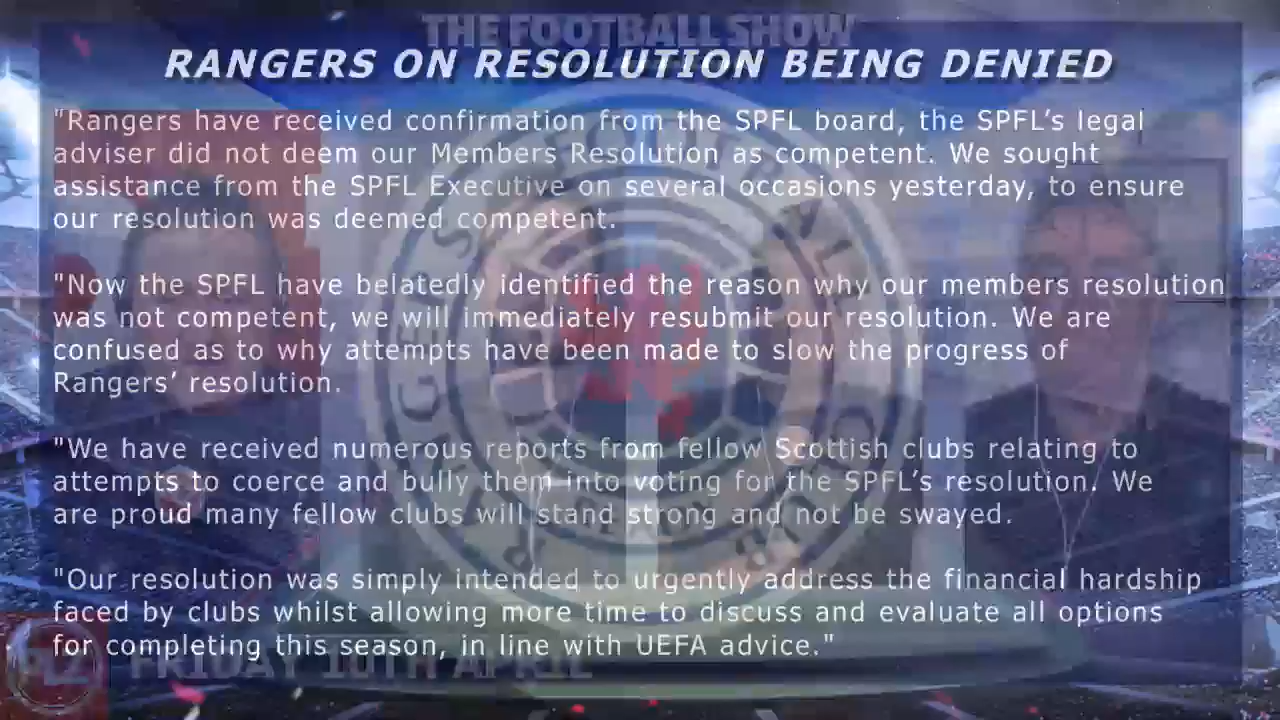 THE FOOTBALL SHOW
RANGERS ON RESOLUTION BEING DENIED
"Rangers have received confirmation from the SPFL board, the SPFL's legal
adviser did not deem our Members Resolution as competent. We sought
assistance from the SPFL Executive on several occasions yesterday, to ensure
our resolution was deemed competent.
"Now the SPFL have belatedly identified the reason why our members resolution
was not competent, we will immediately resubmit our resolution. We are
confused as to why attempts have been made to slow the progress of
Rangers' resolution.
"We have received numerous reports from fellow Scottish clubs relating to
attempts to coerce and bully them into voting for the SPFL's resolution. We
are proud many fellow clubs will stand strong and not be swayed.
"Our resolution was simply intended to urgently address the financial hardship
faced by clubs whilst allowing more time to discuss and evaluate all options
for completing this season, in line with UEFA advice."
FRIDAY 10TH APRIL